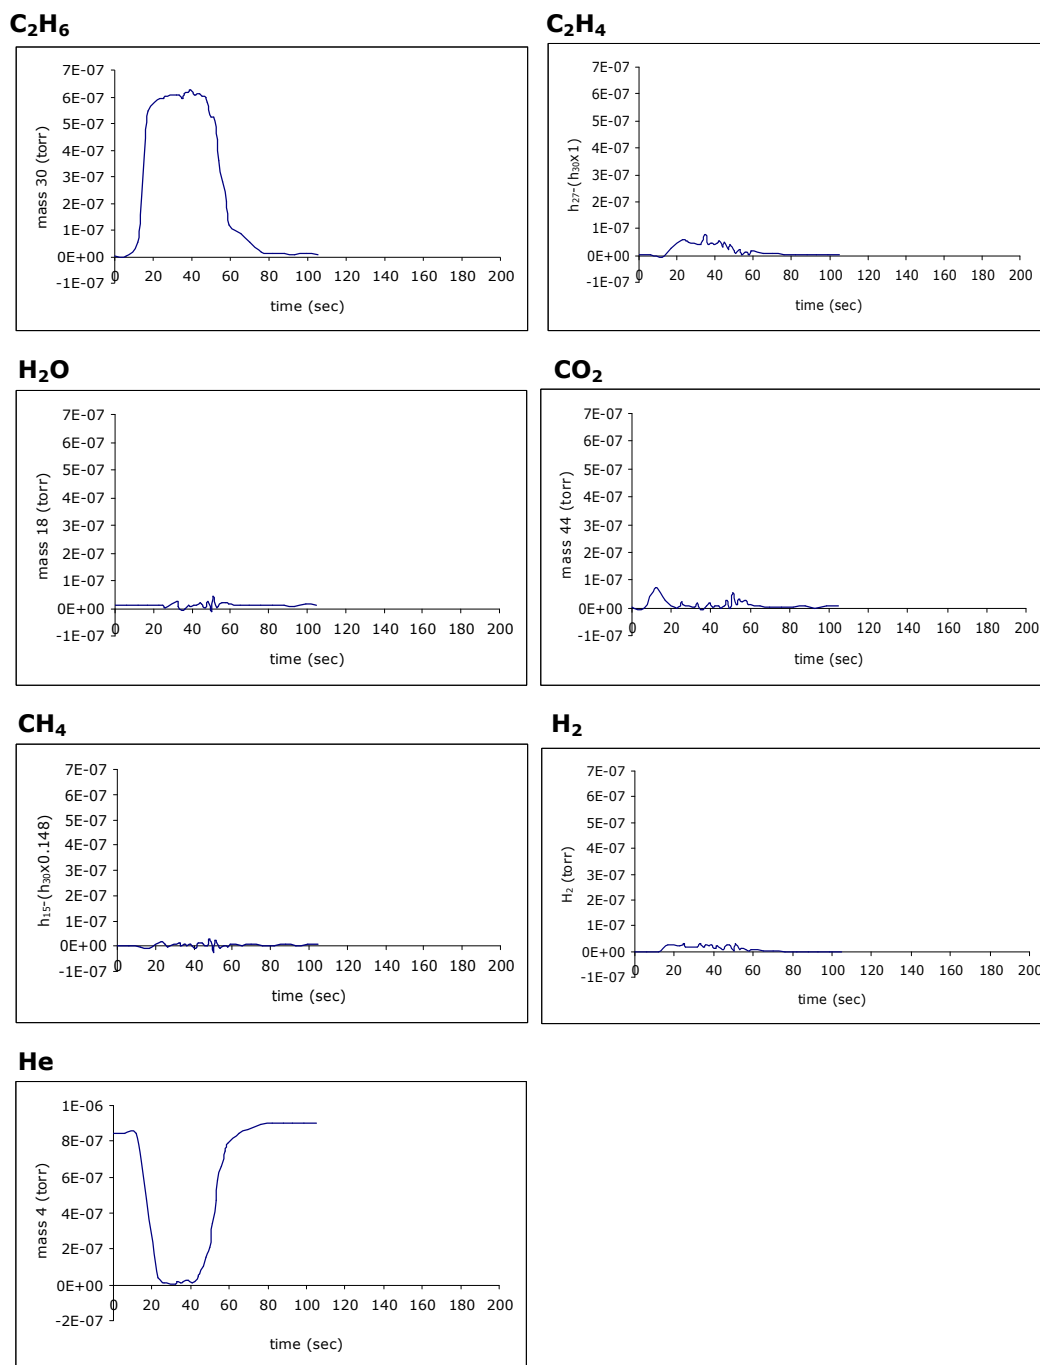 C₂H₆
7E-07
6E-07
5E-07
4E-07
3E-07
2E-07
1E-07
0E+00
-1E-07
0 20 40 60 80 100 120 140 160 180 200
mass 30 (torr)
time (sec)
C₂H₄
7E-07
6E-07
5E-07
4E-07
3E-07
2E-07
1E-07
0E+00
-1E-07
0 20 40 60 80 100 120 140 160 180 200
h₂₇-(h₃₀x1)
time (sec)
H₂O
7E-07
6E-07
5E-07
4E-07
3E-07
2E-07
1E-07
0E+00
-1E-07
0 20 40 60 80 100 120 140 160 180 200
mass 18 (torr)
time (sec)
CO₂
7E-07
6E-07
5E-07
4E-07
3E-07
2E-07
1E-07
0E+00
-1E-07
0 20 40 60 80 100 120 140 160 180 200
mass 44 (torr)
time (sec)
CH₄
7E-07
6E-07
5E-07
4E-07
3E-07
2E-07
1E-07
0E+00
-1E-07
0 20 40 60 80 100 120 140 160 180 200
h₁₅-(h₃₀x0.148)
time (sec)
H₂
7E-07
6E-07
5E-07
4E-07
3E-07
2E-07
1E-07
0E+00
-1E-07
0 20 40 60 80 100 120 140 160 180 200
H₂ (torr)
time (sec)
He
1E-06
8E-07
6E-07
4E-07
2E-07
0E+00
-2E-07
0 20 40 60 80 100 120 140 160 180 200
mass 4 (torr)
time (sec)